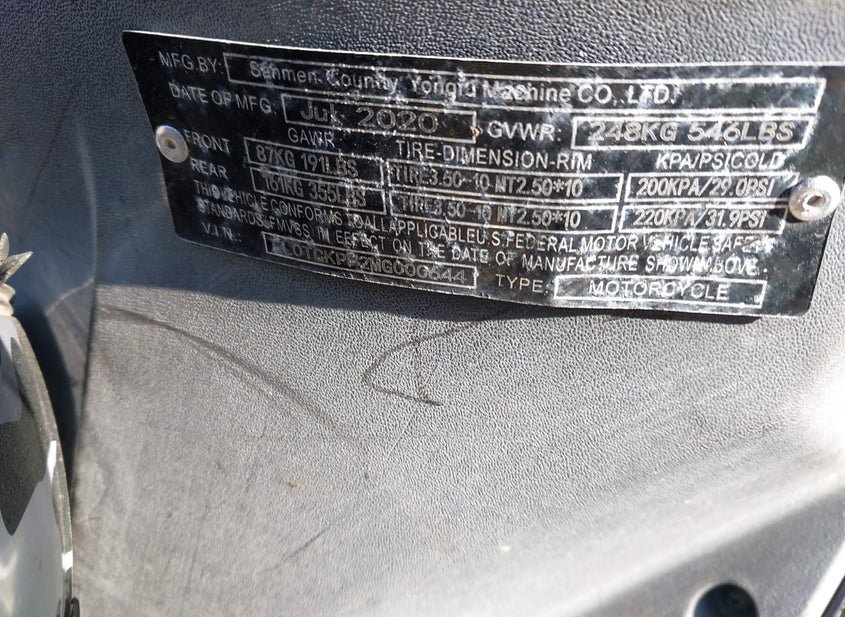 MFG BY: Sanmen County Yongfu Machine CO,. LTD.
DATE OF MFG: Jul. 2020 GVWR: 248KG 546LBS
GAWR TIRE-DIMENSION-RIM KPA/PSI(COLD
FRONT 87KG 191LBS TIRE3.50-10 MT2.50*10 200KPA/29.0PSI
REAR 161KG 355LBS TIRE3.50-10 MT2.50*10 220KPA/31.9PSI
THIS VEHICLE CONFORMS TO ALL APPLICABLE U.S. FEDERAL MOTOR VEHICLE SAFETY
STANDARDS(FMVSS IN EFFECT ON THE DATE OF MANUFACTURE SHOWN BOVE.
V.I.N. TYPE: MOTORCYCLE